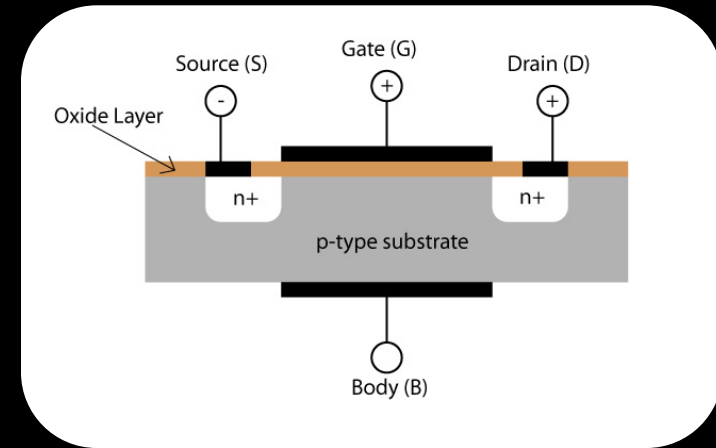 Gate (G)
Source (S)
Drain (D)
-
+
+
Oxide Layer
n+
n+
p-type substrate
Body (B)